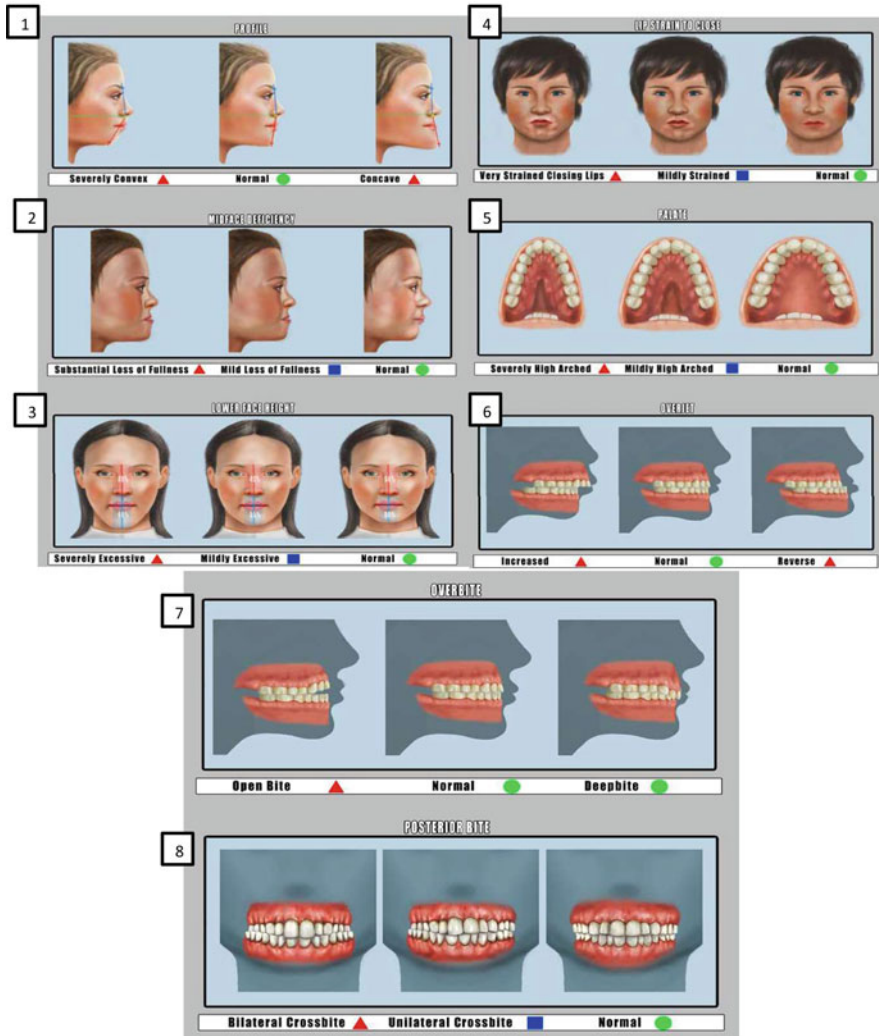 1
PROFILE
Severely Convex Normal Concave
2
MIDFACE DEFICIENCY
Substantial Loss of Fullness Mild Loss of Fullness Normal
3
LOWER FACE HEIGHT
Severely Excessive Mildly Excessive Normal
4
LIP STRAIN TO CLOSE
Very Strained Closing Lips Mildly Strained Normal
5
PALATE
Severely High Arched Mildly High Arched Normal
6
OVERJET
Increased Normal Reverse
7
OVERBITE
Open Bite Normal Deepbite
8
POSTERIOR BITE
Bilateral Crossbite Unilateral Crossbite Normal